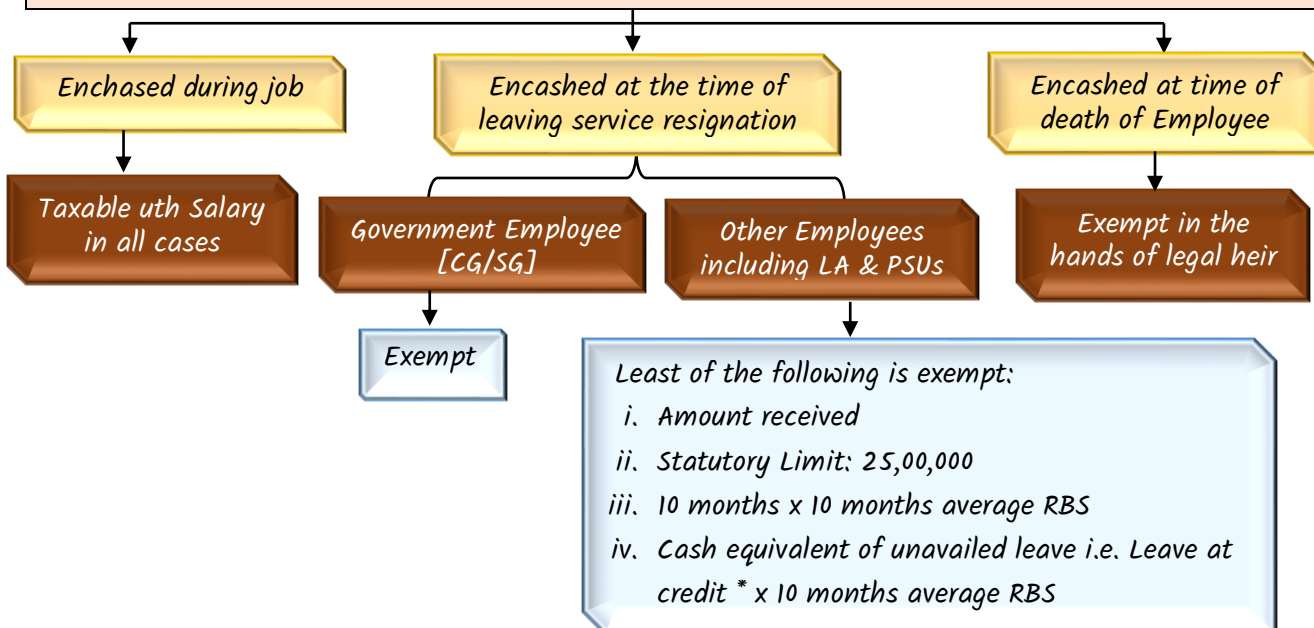 Enchased during job
Encashed at the time of
leaving service resignation
Encashed at time of
death of Employee
Taxable uth Salary
in all cases
Government Employee
[CG/SG]
Other Employees
including LA & PSUs
Exempt in the
hands of legal heir
Exempt
Least of the following is exempt:
i. Amount received
ii. Statutory Limit: 25,00,000
iii. 10 months x 10 months average RBS
iv. Cash equivalent of unavailed leave i.e. Leave at
credit * x 10 months average RBS